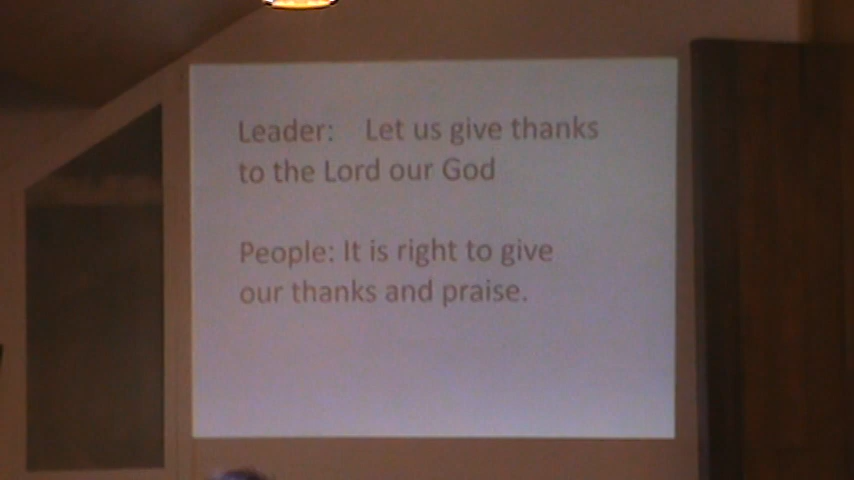 Leader: Let us give thanks
to the Lord our God
People: It is right to give
our thanks and praise.